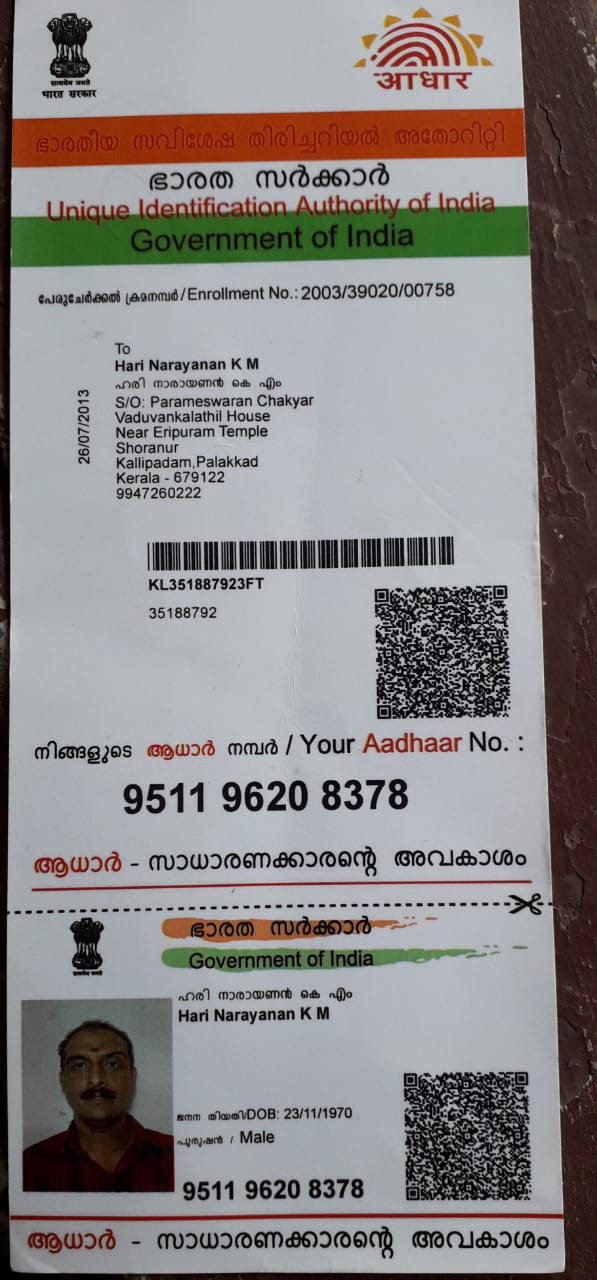 सत्यमेव जयते
भारत सरकार
आधार
ഭാരതീയ സവിശേഷ തിരിച്ചറിയൽ അതോറിറ്റി
ഭാരത സർക്കാർ
Unique Identification Authority of India
Government of India
പേരുചേർക്കൽ ക്രമനമ്പർ/Enrollment No.: 2003/39020/00758
26/07/2013
To
Hari Narayanan K M
ഹരി നാരായണൻ കെ എം
S/O: Parameswaran Chakyar
Vaduvankalathil House
Near Eripuram Temple
Shoranur
Kallipadam,Palakkad
Kerala - 679122
9947260222
KL351887923FT
35188792
നിങ്ങളുടെ ആധാർ നമ്പർ / Your Aadhaar No. :
9511 9620 8378
ആധാർ - സാധാരണക്കാരന്റെ അവകാശം
सत्यमेव जयते
ഭാരത സർക്കാർ
Government of India
ഹരി നാരായണൻ കെ എം
Hari Narayanan K M
ജനന തിയതി/DOB: 23/11/1970
പുരുഷൻ / Male
9511 9620 8378
ആധാർ - സാധാരണക്കാരന്റെ അവകാശം